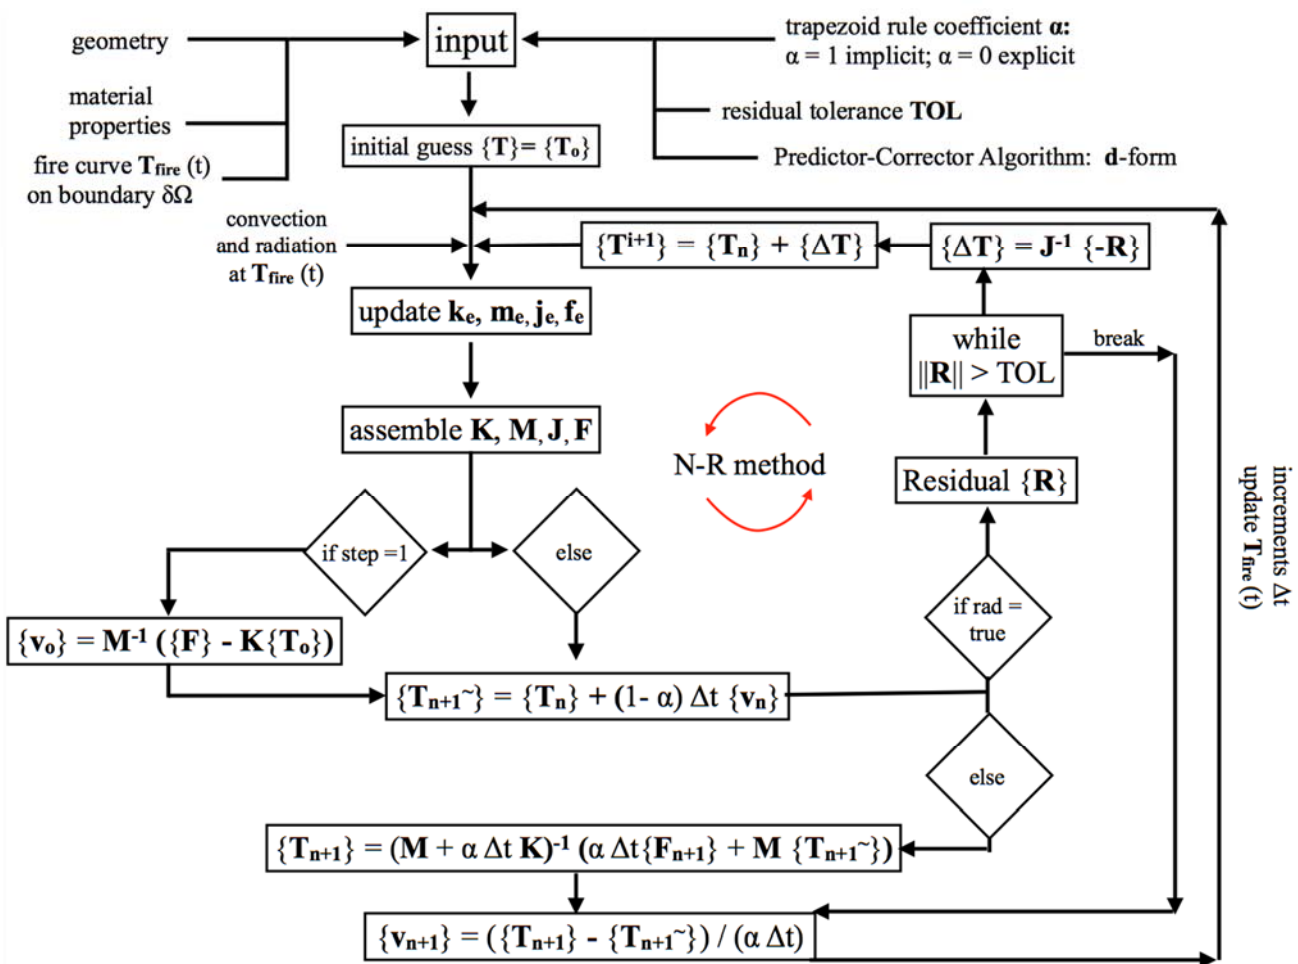 geometry
input
trapezoid rule coefficient α:
α = 1 implicit; α = 0 explicit
material
properties
residual tolerance TOL
initial guess {T}= {Tₒ}
Predictor-Corrector Algorithm: d-form
fire curve T_fire (t)
on boundary δΩ
convection
and radiation
at T_fire (t)
{Tⁱ⁺¹} = {Tₙ} + {ΔT}
{ΔT} = J⁻¹ {-R}
update kₑ, mₑ, jₑ, fₑ
while
||R|| > TOL
break
assemble K, M, J, F
N-R method
Residual {R}
increments Δt
update T_fire (t)
if step =1
else
if rad =
true
{vₒ} = M⁻¹ ({F} - K{Tₒ})
{Tₙ₊₁~} = {Tₙ} + (1- α) Δt {vₙ}
else
{Tₙ₊₁} = (M + α Δt K)⁻¹ (α Δt{Fₙ₊₁} + M {Tₙ₊₁~})
{vₙ₊₁} = ({Tₙ₊₁} - {Tₙ₊₁~}) / (α Δt)